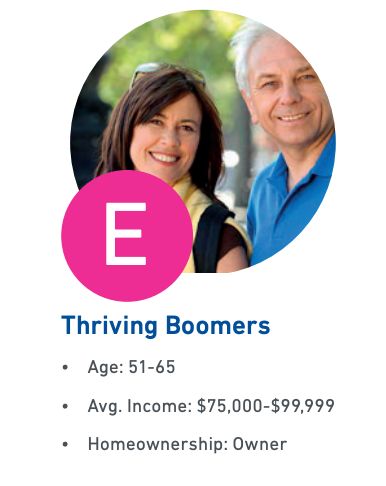 E
Thriving Boomers
• Age: 51-65
• Avg. Income: $75,000-$99,999
• Homeownership: Owner